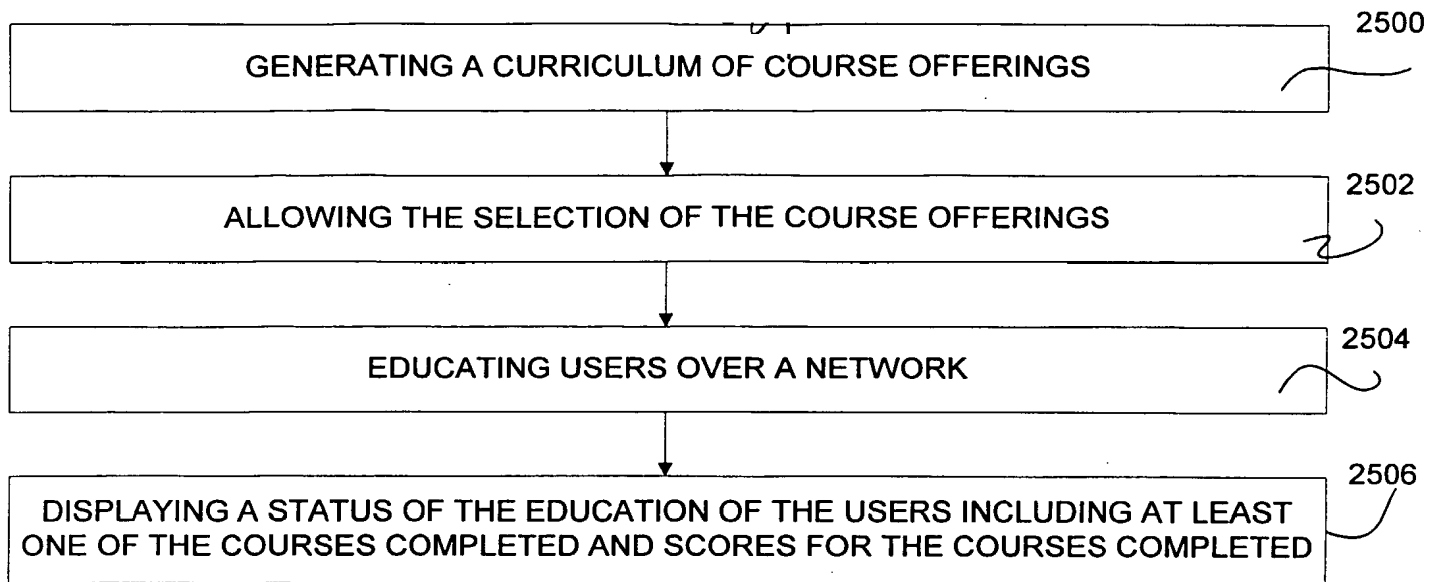 2500
GENERATING A CURRICULUM OF COURSE OFFERINGS
2502
ALLOWING THE SELECTION OF THE COURSE OFFERINGS
2504
EDUCATING USERS OVER A NETWORK
2506
DISPLAYING A STATUS OF THE EDUCATION OF THE USERS INCLUDING AT LEAST
ONE OF THE COURSES COMPLETED AND SCORES FOR THE COURSES COMPLETED